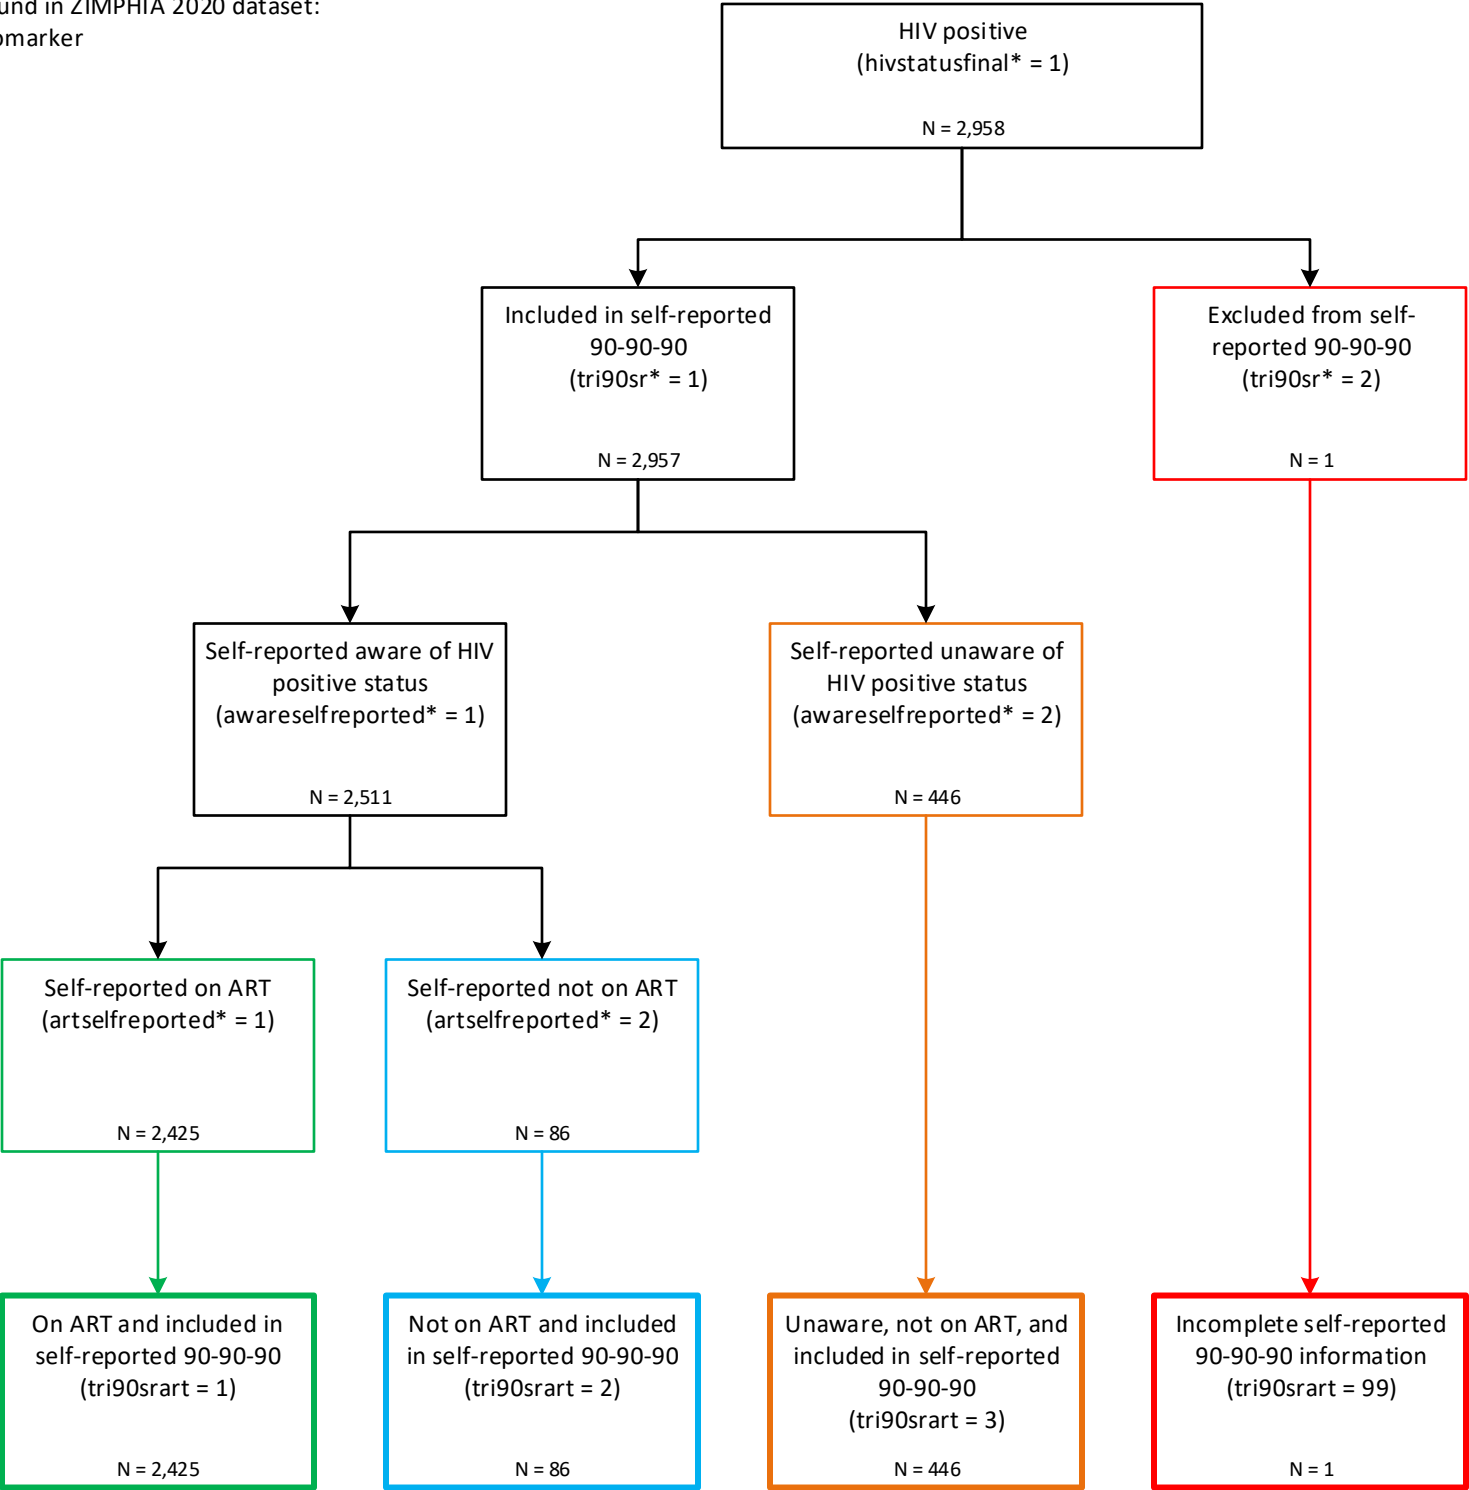 ZIMPHIA 2020 dataset:
HIV positive
(hivstatusfinal* = 1)
N = 2,958
Included in self-reported
90-90-90
(tri90sr* = 1)
N = 2,957
Excluded from self-
reported 90-90-90
(tri90sr* = 2)
N = 1
Self-reported aware of HIV
positive status
(awareselfreported* = 1)
N = 2,511
Self-reported unaware of
HIV positive status
(awareselfreported* = 2)
N = 446
Self-reported on ART
(artselfreported* = 1)
N = 2,425
Self-reported not on ART
(artselfreported* = 2)
N = 86
On ART and included in
self-reported 90-90-90
(tri90srart = 1)
N = 2,425
Not on ART and included
in self-reported 90-90-90
(tri90srart = 2)
N = 86
Unaware, not on ART, and
included in self-reported
90-90-90
(tri90srart = 3)
N = 446
Incomplete self-reported
90-90-90 information
(tri90srart = 99)
N = 1